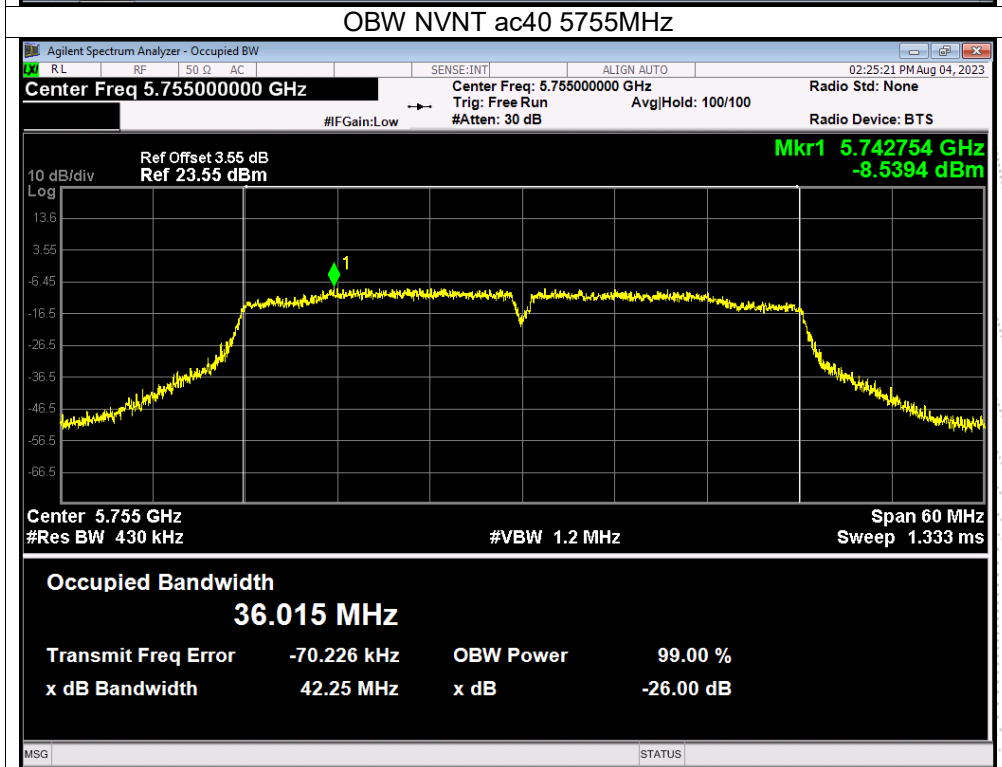 OBW NVNT ac40 5755MHz
Agilent Spectrum Analyzer - Occupied BW
LXI RL RF 50 Ω AC SENSE:INT ALIGN AUTO 02:25:21 PM Aug 04, 2023
Center Freq 5.755000000 GHz Center Freq: 5.755000000 GHz Radio Std: None
Trig: Free Run Avg|Hold: 100/100
#IFGain:Low #Atten: 30 dB Radio Device: BTS
Mkr1 5.742754 GHz
-8.5394 dBm
Ref Offset 3.55 dB
10 dB/div Ref 23.55 dBm
Log
13.6
3.55
1
-6.45
-16.5
-26.5
-36.5
-46.5
-56.5
-66.5
Center 5.755 GHz Span 60 MHz
#Res BW 430 kHz #VBW 1.2 MHz Sweep 1.333 ms
Occupied Bandwidth
36.015 MHz
Transmit Freq Error -70.226 kHz OBW Power 99.00 %
x dB Bandwidth 42.25 MHz x dB -26.00 dB
MSG STATUS